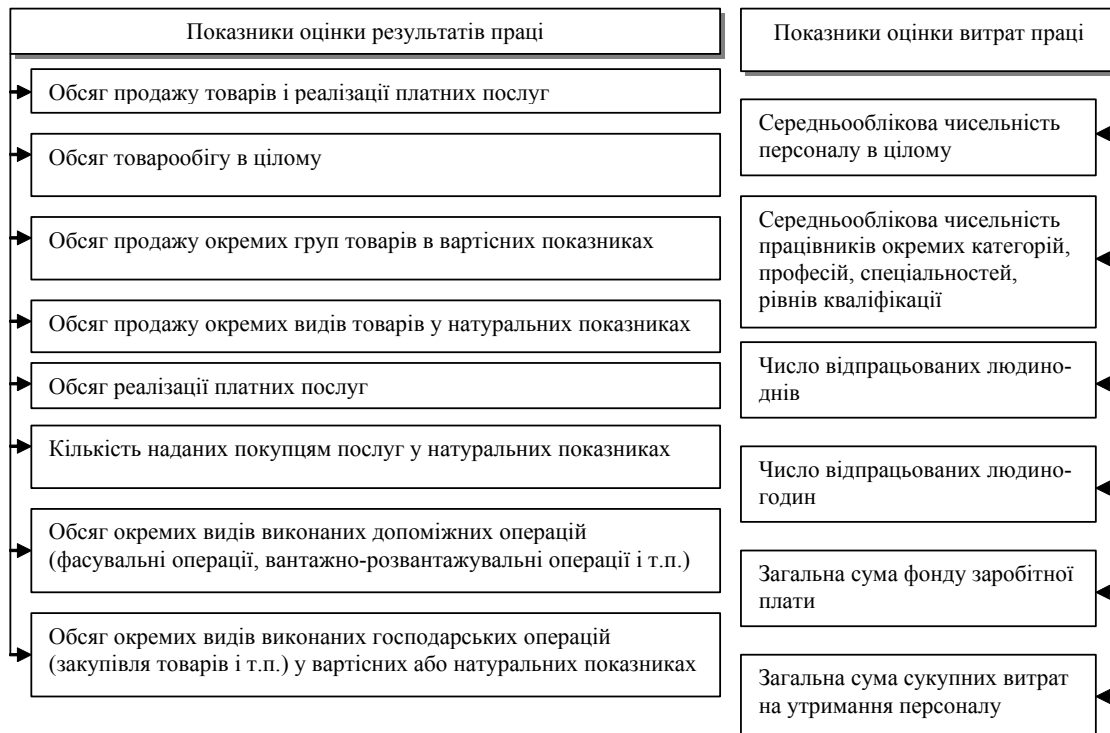 Показники оцінки результатів праці
Обсяг продажу товарів і реалізації платних послуг
Обсяг товарообігу в цілому
Обсяг продажу окремих груп товарів в вартісних показниках
Обсяг продажу окремих видів товарів у натуральних показниках
Обсяг реалізації платних послуг
Кількість наданих покупцям послуг у натуральних показниках
Обсяг окремих видів виконаних допоміжних операцій
(фасувальні операції, вантажно-розвантажувальні операції і т.п.)
Обсяг окремих видів виконаних господарських операцій
(закупівля товарів і т.п.) у вартісних або натуральних показниках
Показники оцінки витрат праці
Середньооблікова чисельність
персоналу в цілому
Середньооблікова чисельність
працівників окремих категорій,
професій, спеціальностей,
рівнів кваліфікації
Число відпрацьованих людино-
днів
Число відпрацьованих людино-
годин
Загальна сума фонду заробітної
плати
Загальна сума сукупних витрат
на утримання персоналу